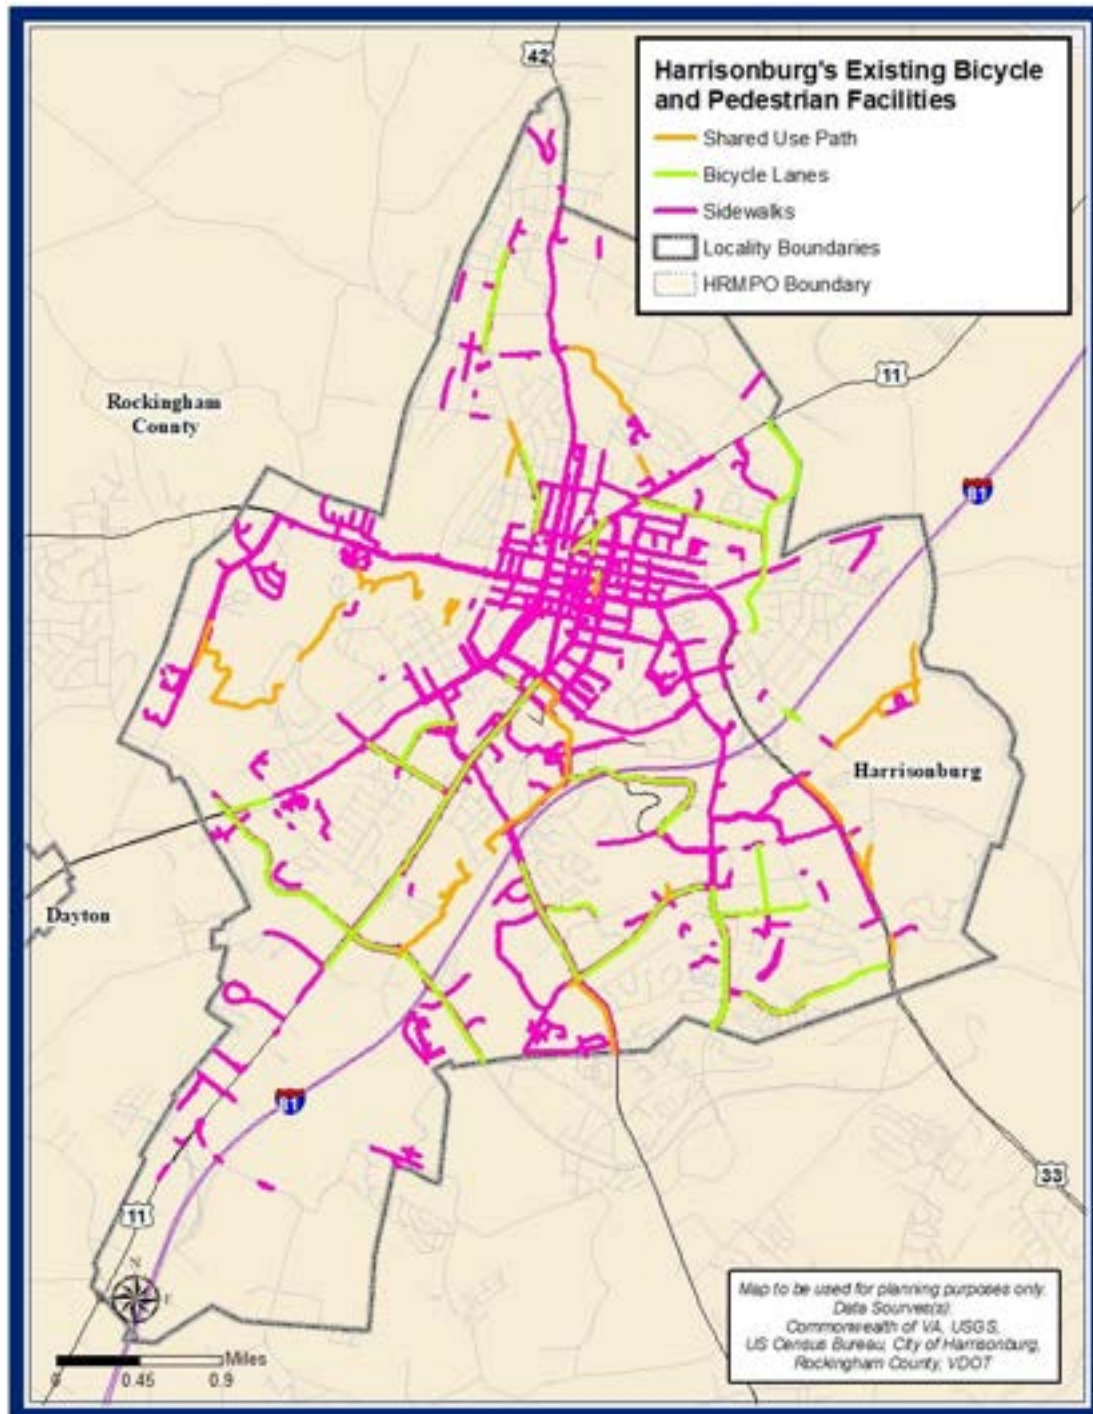 42
Harrisonburg's Existing Bicycle
and Pedestrian Facilities
Shared Use Path
Bicycle Lanes
Sidewalks
Locality Boundaries
HRMPO Boundary
11
Rockingham
County
81
Harrisonburg
Dayton
81
33
11
N
E
Miles
0 0.45 0.9
Map to be used for planning purposes only.
Data Sourves(s):
Commonwealth of VA, USGS,
US Census Bureau, City of Harrisonburg,
Rockingham County, VDOT